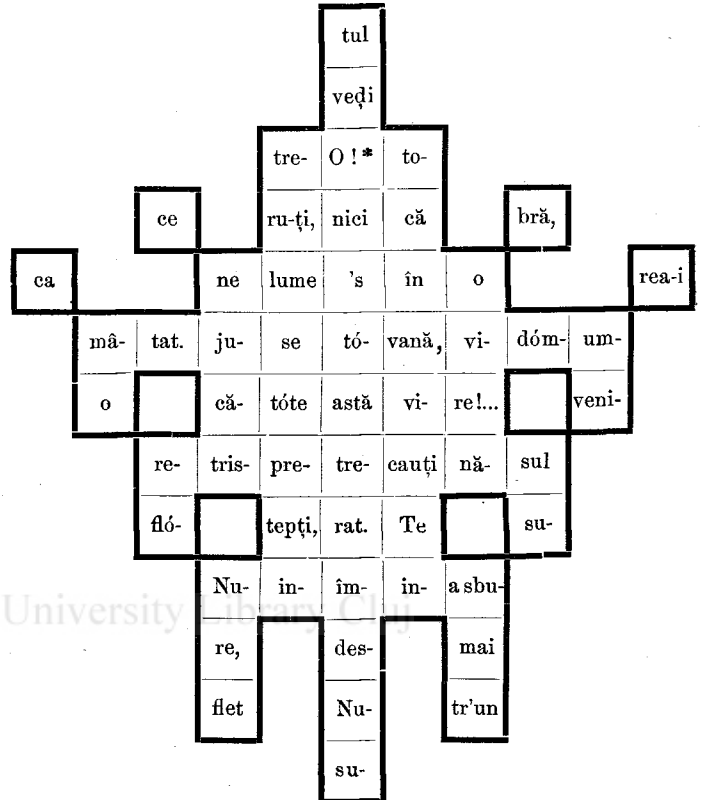 tul
vedi
tre- O!* to-
ce ru-ți, nici că bră,
ca ne lume 's în o rea-i
mâ- tat. ju- se tó- vană, vi- dóm- um-
o că- tóte astă vi- re!... veni-
re- tris- pre- tre- cauți nă- sul
fló- tepți, rat. Te su-
Nu- in- îm- in- a sbu-
University Library Cluj
re, des- mai
flet Nu- tr'un
su-